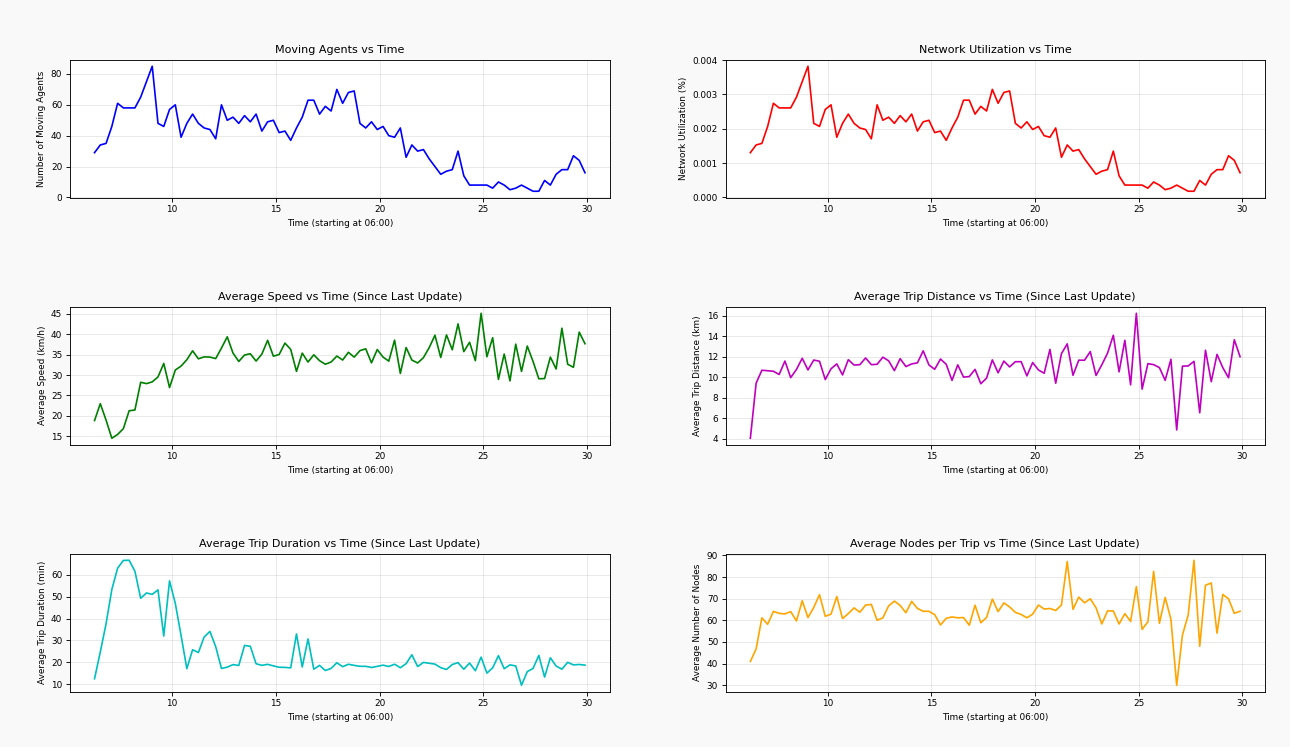 Moving Agents vs Time
Number of Moving Agents
80
60
40
20
0
10 15 20 25 30
Time (starting at 06:00)
Network Utilization vs Time
Network Utilization (%)
0.004
0.003
0.002
0.001
0.000
10 15 20 25 30
Time (starting at 06:00)
Average Speed vs Time (Since Last Update)
Average Speed (km/h)
45
40
35
30
25
20
15
10 15 20 25 30
Time (starting at 06:00)
Average Trip Distance vs Time (Since Last Update)
Average Trip Distance (km)
16
14
12
10
8
6
4
10 15 20 25 30
Time (starting at 06:00)
Average Trip Duration vs Time (Since Last Update)
Average Trip Duration (min)
60
50
40
30
20
10
10 15 20 25 30
Time (starting at 06:00)
Average Nodes per Trip vs Time (Since Last Update)
Average Number of Nodes
90
80
70
60
50
40
30
10 15 20 25 30
Time (starting at 06:00)